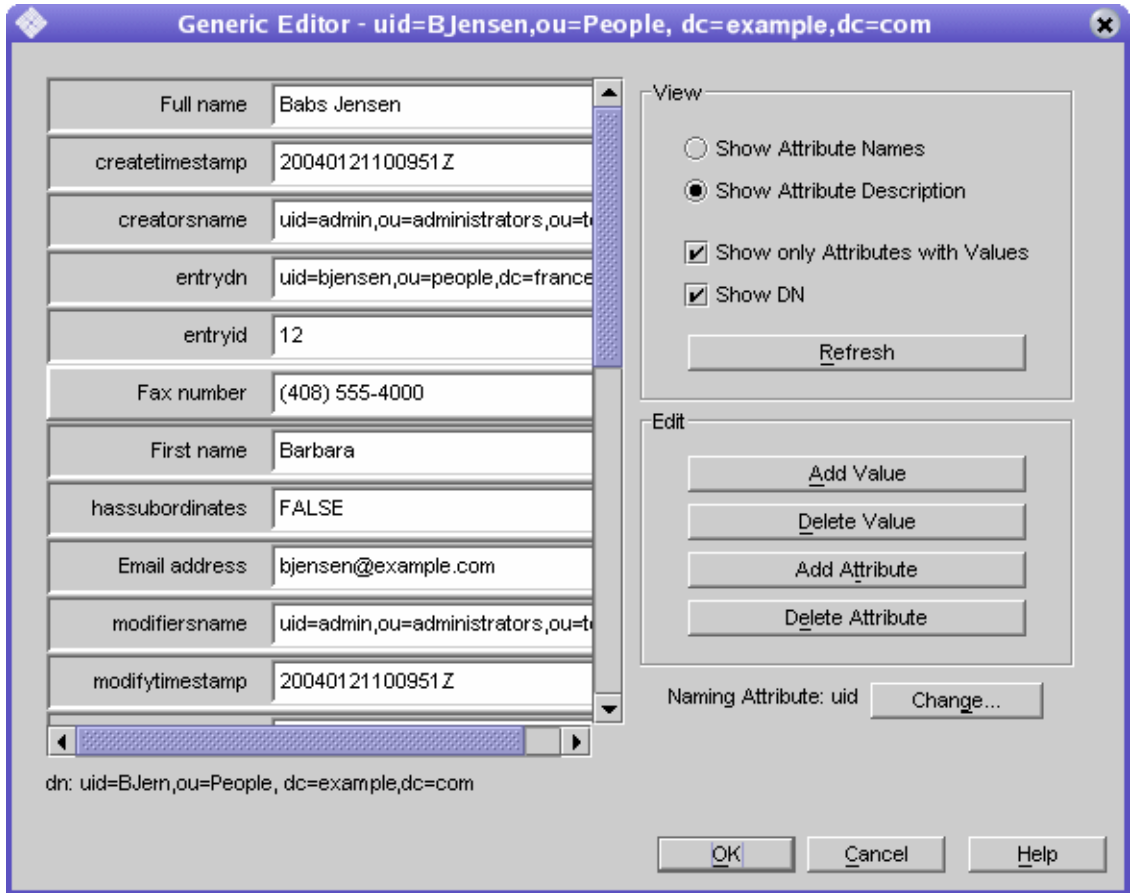 Generic Editor - uid=BJensen,ou=People, dc=example,dc=com
Full name Babs Jensen
createtimestamp 20040121100951Z
creatorsname uid=admin,ou=administrators,ou=t
entrydn uid=bjensen,ou=people,dc=france
entryid 12
Fax number (408) 555-4000
First name Barbara
hassubordinates FALSE
Email address bjensen@example.com
modifiersname uid=admin,ou=administrators,ou=t
modifytimestamp 20040121100951Z
dn: uid=BJern,ou=People, dc=example,dc=com
View
Show Attribute Names
Show Attribute Description
Show only Attributes with Values
Show DN
Refresh
Edit
Add Value
Delete Value
Add Attribute
Delete Attribute
Naming Attribute: uid Change...
OK Cancel Help